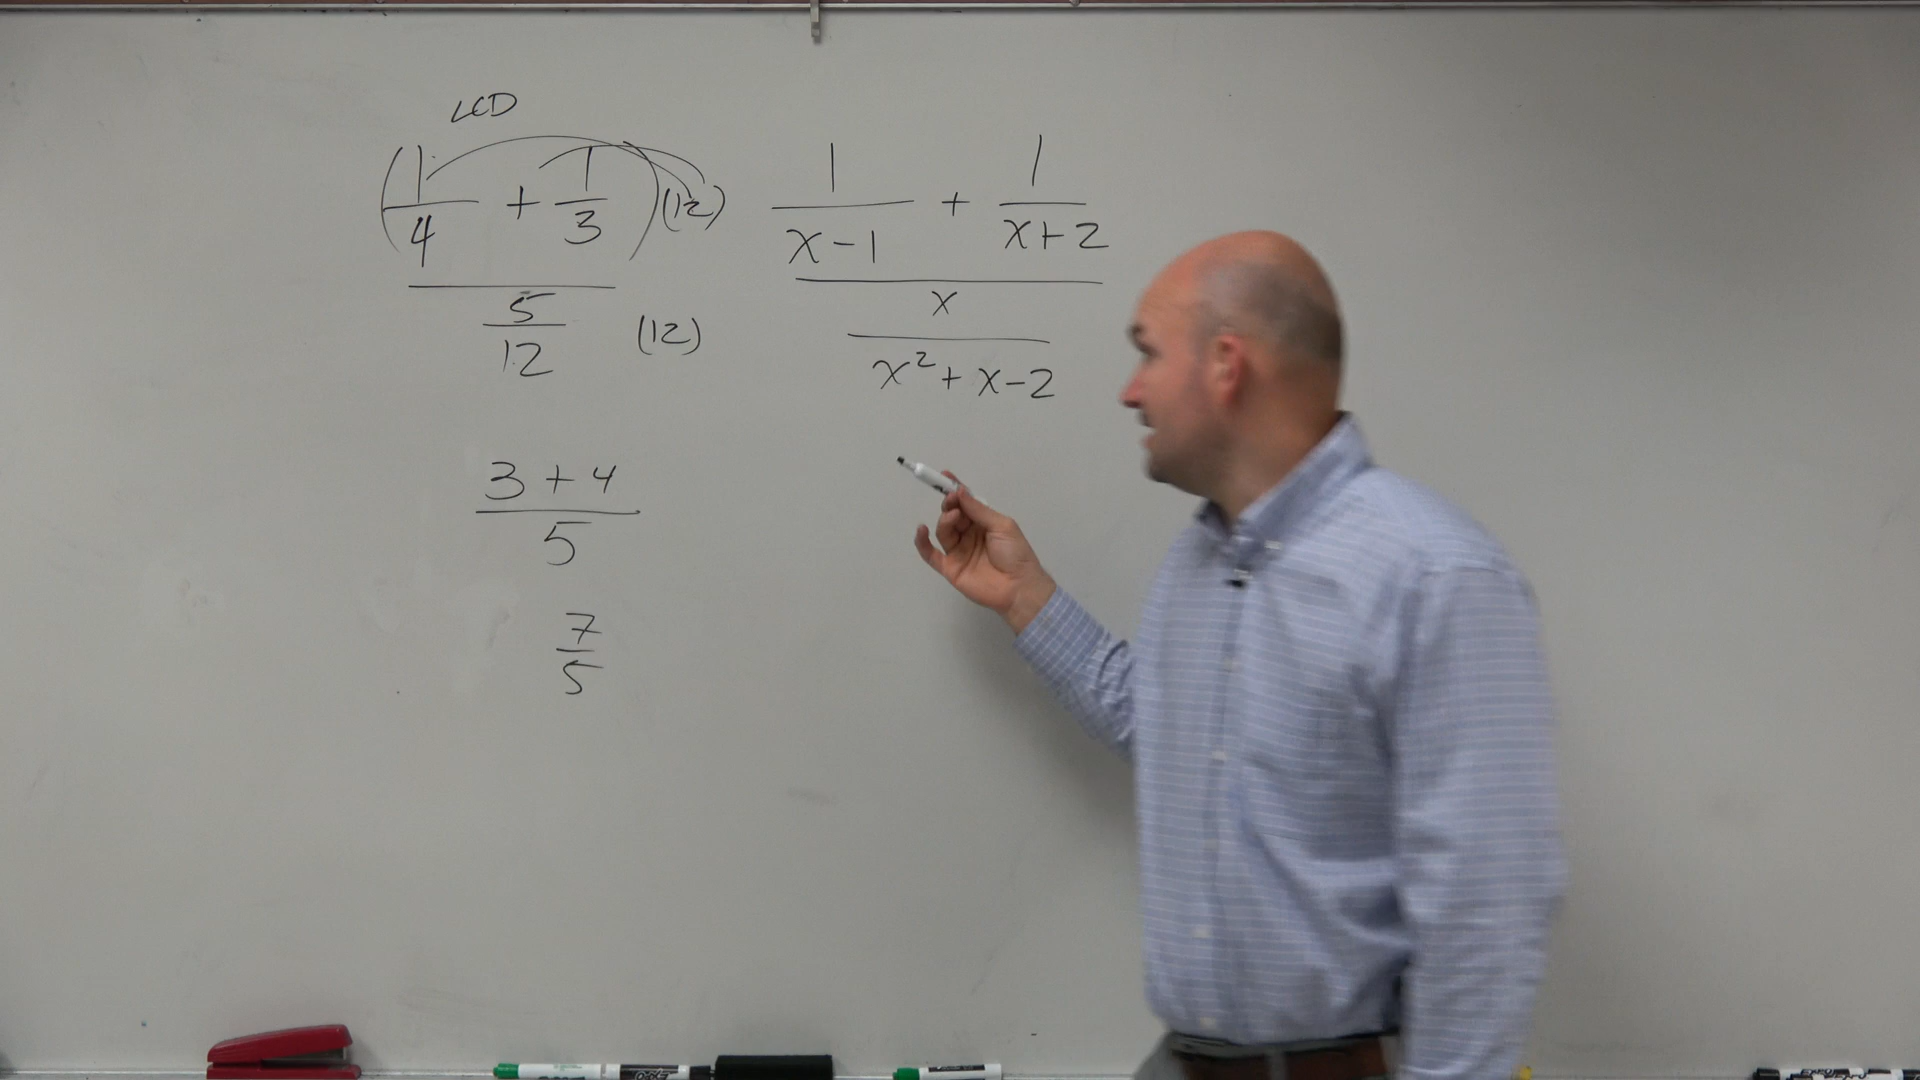 LCD
(1/4 + 1/3)(12)
5/12 (12)
3 + 4
5
7
5
1/(x-1) + 1/(x+2)
x
x² + x - 2
EXPO